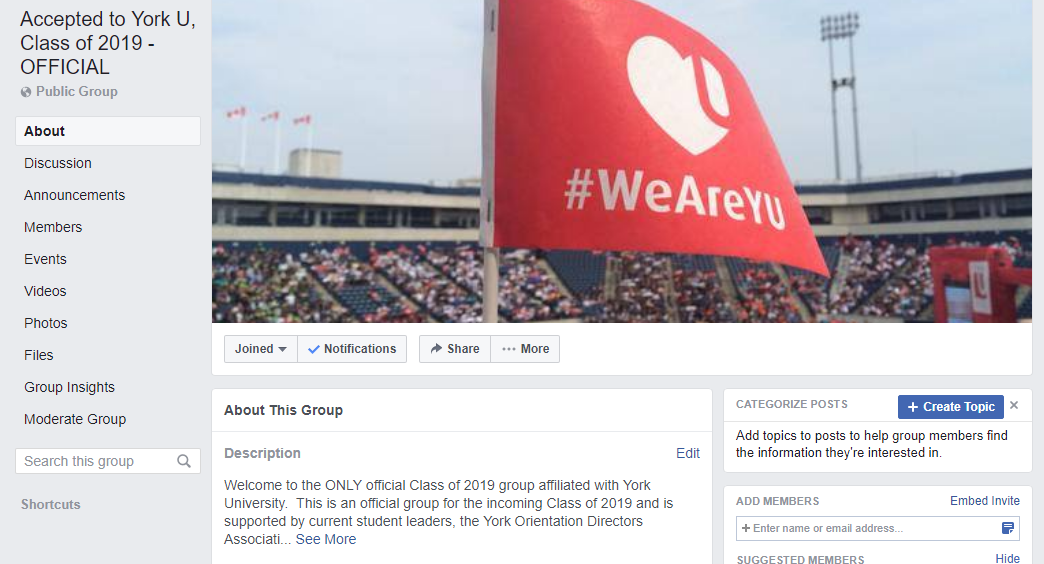 Accepted to York U,
Class of 2019 -
OFFICIAL
Public Group
About
Discussion
Announcements
Members
Events
Videos
Photos
Files
Group Insights
Moderate Group
Search this group
Shortcuts
U
#WeAreYU
U
Joined
Notifications
Share
More
About This Group
Description
Edit
Welcome to the ONLY official Class of 2019 group affiliated with York
University.  This is an official group for the incoming Class of 2019 and is
supported by current student leaders, the York Orientation Directors
Associati... See More
CATEGORIZE POSTS
+ Create Topic
×
Add topics to posts to help group members find
the information they're interested in.
ADD MEMBERS
Embed Invite
+ Enter name or email address...
SUGGESTED MEMBERS
Hide